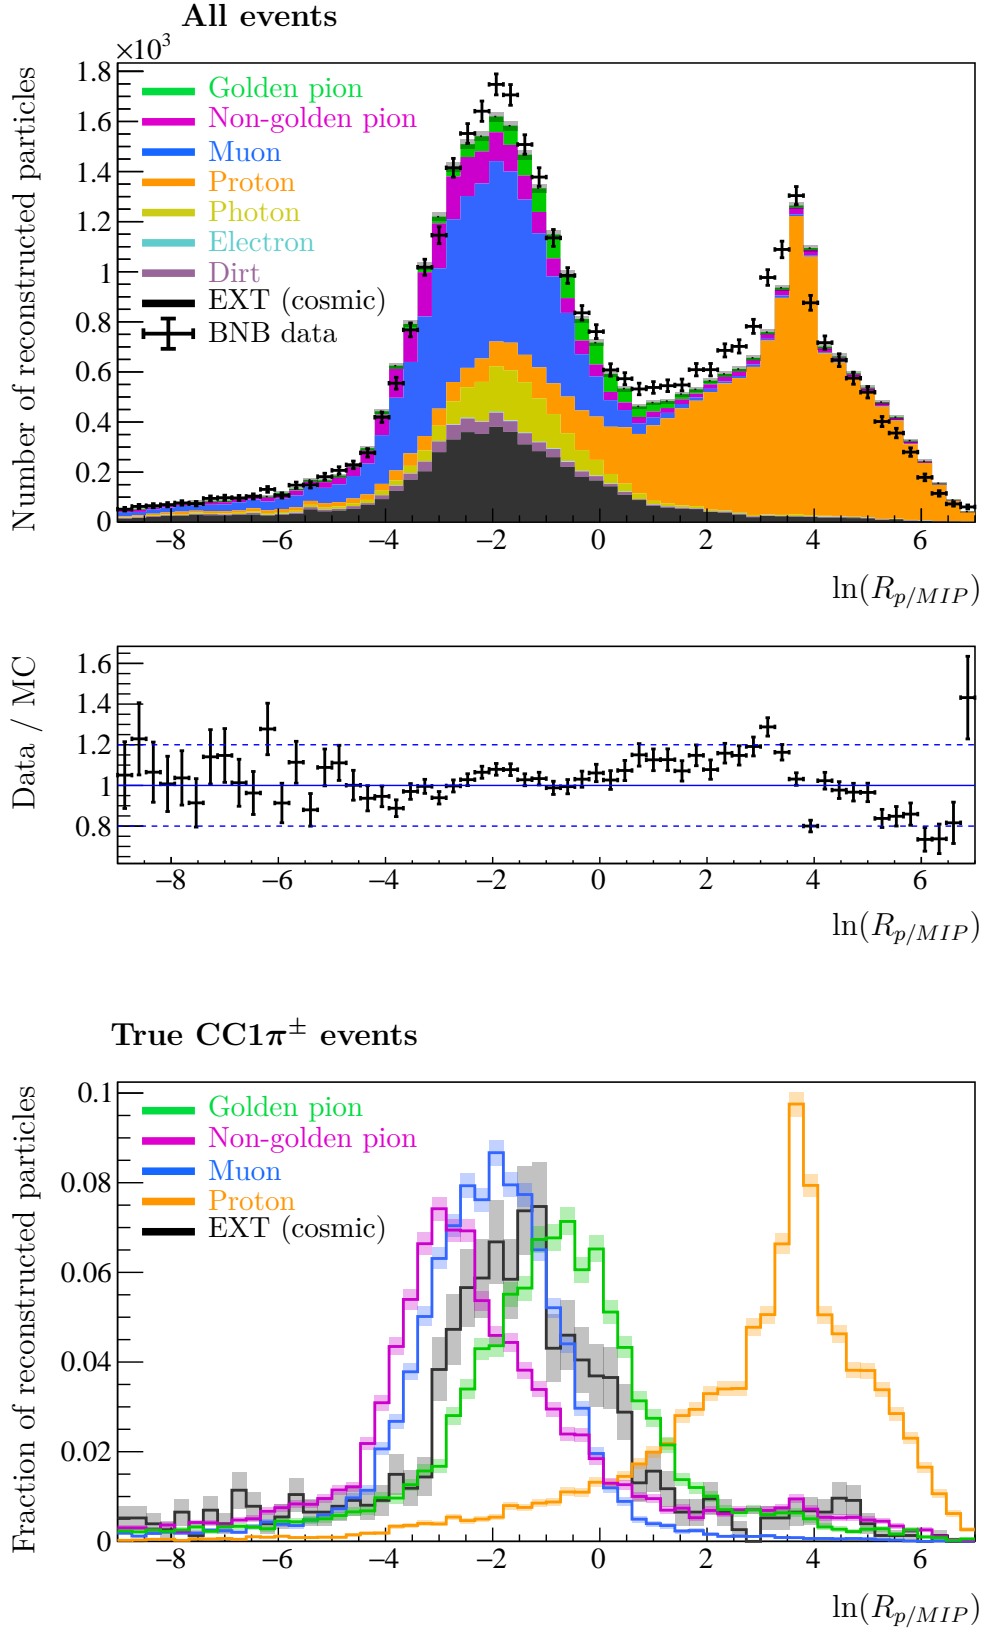 All events
×10³
Number of reconstructed particles
1.8
1.6
1.4
1.2
1
0.8
0.6
0.4
0.2
0
Golden pion
Non-golden pion
Muon
Proton
Photon
Electron
Dirt
EXT (cosmic)
BNB data
−8 −6 −4 −2 0 2 4 6
ln(R_{p/MIP})
Data / MC
1.6
1.4
1.2
1
0.8
−8 −6 −4 −2 0 2 4 6
ln(R_{p/MIP})
True CC1π± events
Fraction of reconstructed particles
0.1
0.08
0.06
0.04
0.02
0
Golden pion
Non-golden pion
Muon
Proton
EXT (cosmic)
−8 −6 −4 −2 0 2 4 6
ln(R_{p/MIP})